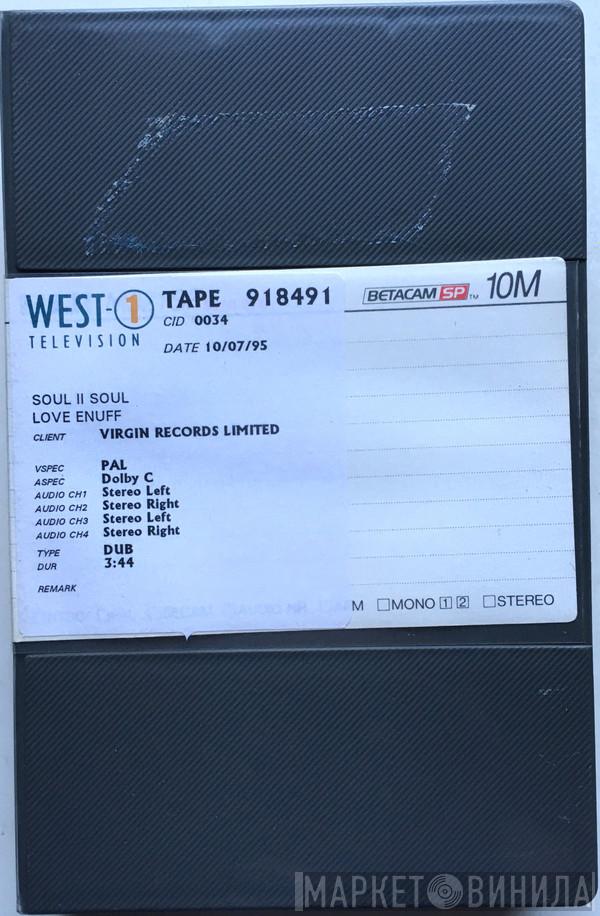 WEST-1
TELEVISION
TAPE 918491
CID 0034
DATE 10/07/95
BETACAM SP TM 10M
SOUL II SOUL
LOVE ENUFF
CLIENT VIRGIN RECORDS LIMITED
VSPEC PAL
ASPEC Dolby C
AUDIO CH1 Stereo Left
AUDIO CH2 Stereo Right
AUDIO CH3 Stereo Left
AUDIO CH4 Stereo Right
TYPE DUB
DUR 3:44
REMARK
M □MONO 1 2 □STEREO
МАРКЕТ ВИНИЛА